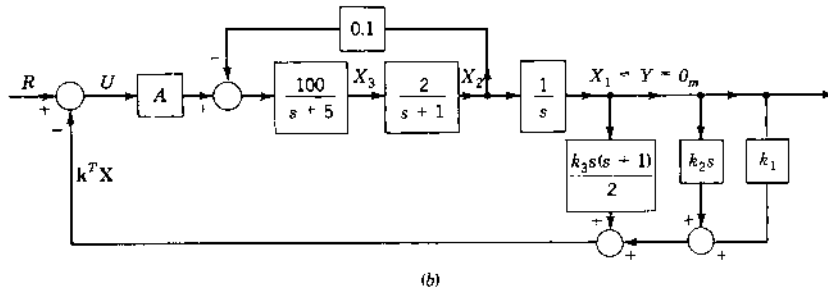 0.1
R
U
A
100
s + 5
X3
2
s + 1
X2
1
s
X1 = Y = θm
k3s(s + 1)
2
k2s
k1
k^T X
−
+
−
+
+
+
+
+
(b)